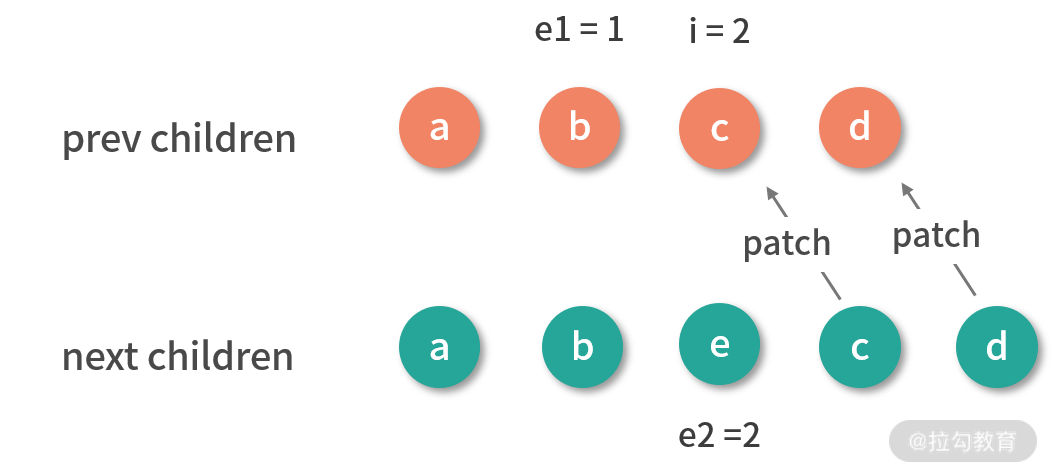 e1 = 1 i = 2
prev children a b c d
patch patch
next children a b e c d
e2 =2
@拉勾教育